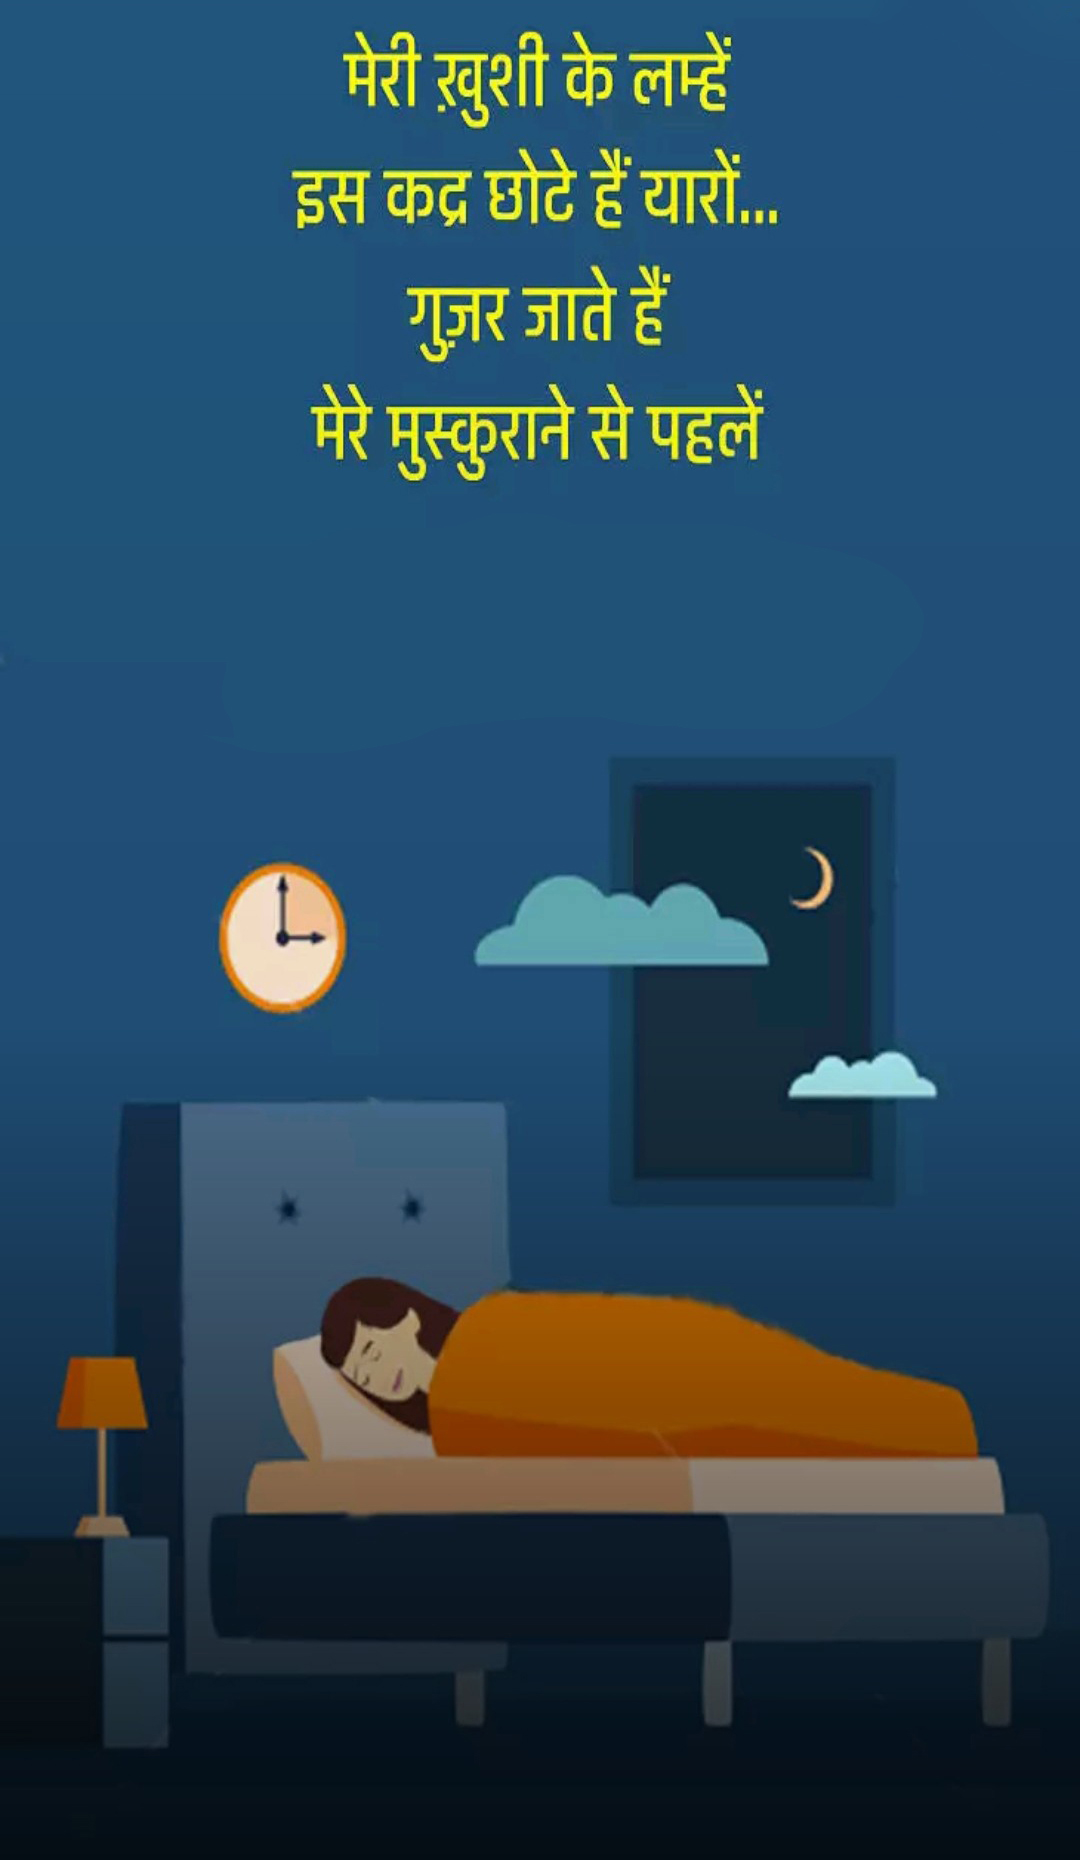 मेरी ख़ुशी के लम्हें
इस कद्र छोटे हैं यारों...
गुज़र जाते हैं
मेरे मुस्कुराने से पहलें